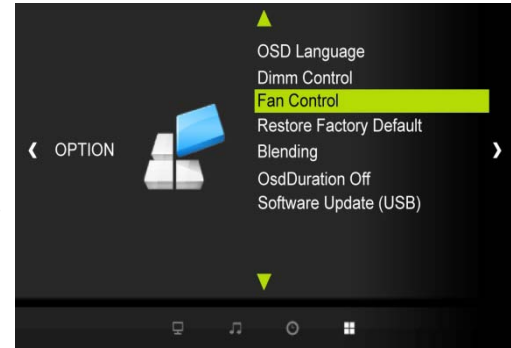 OSD Language
Dimm Control
Fan Control
Restore Factory Default
OPTION
Blending
OsdDuration Off
Software Update (USB)